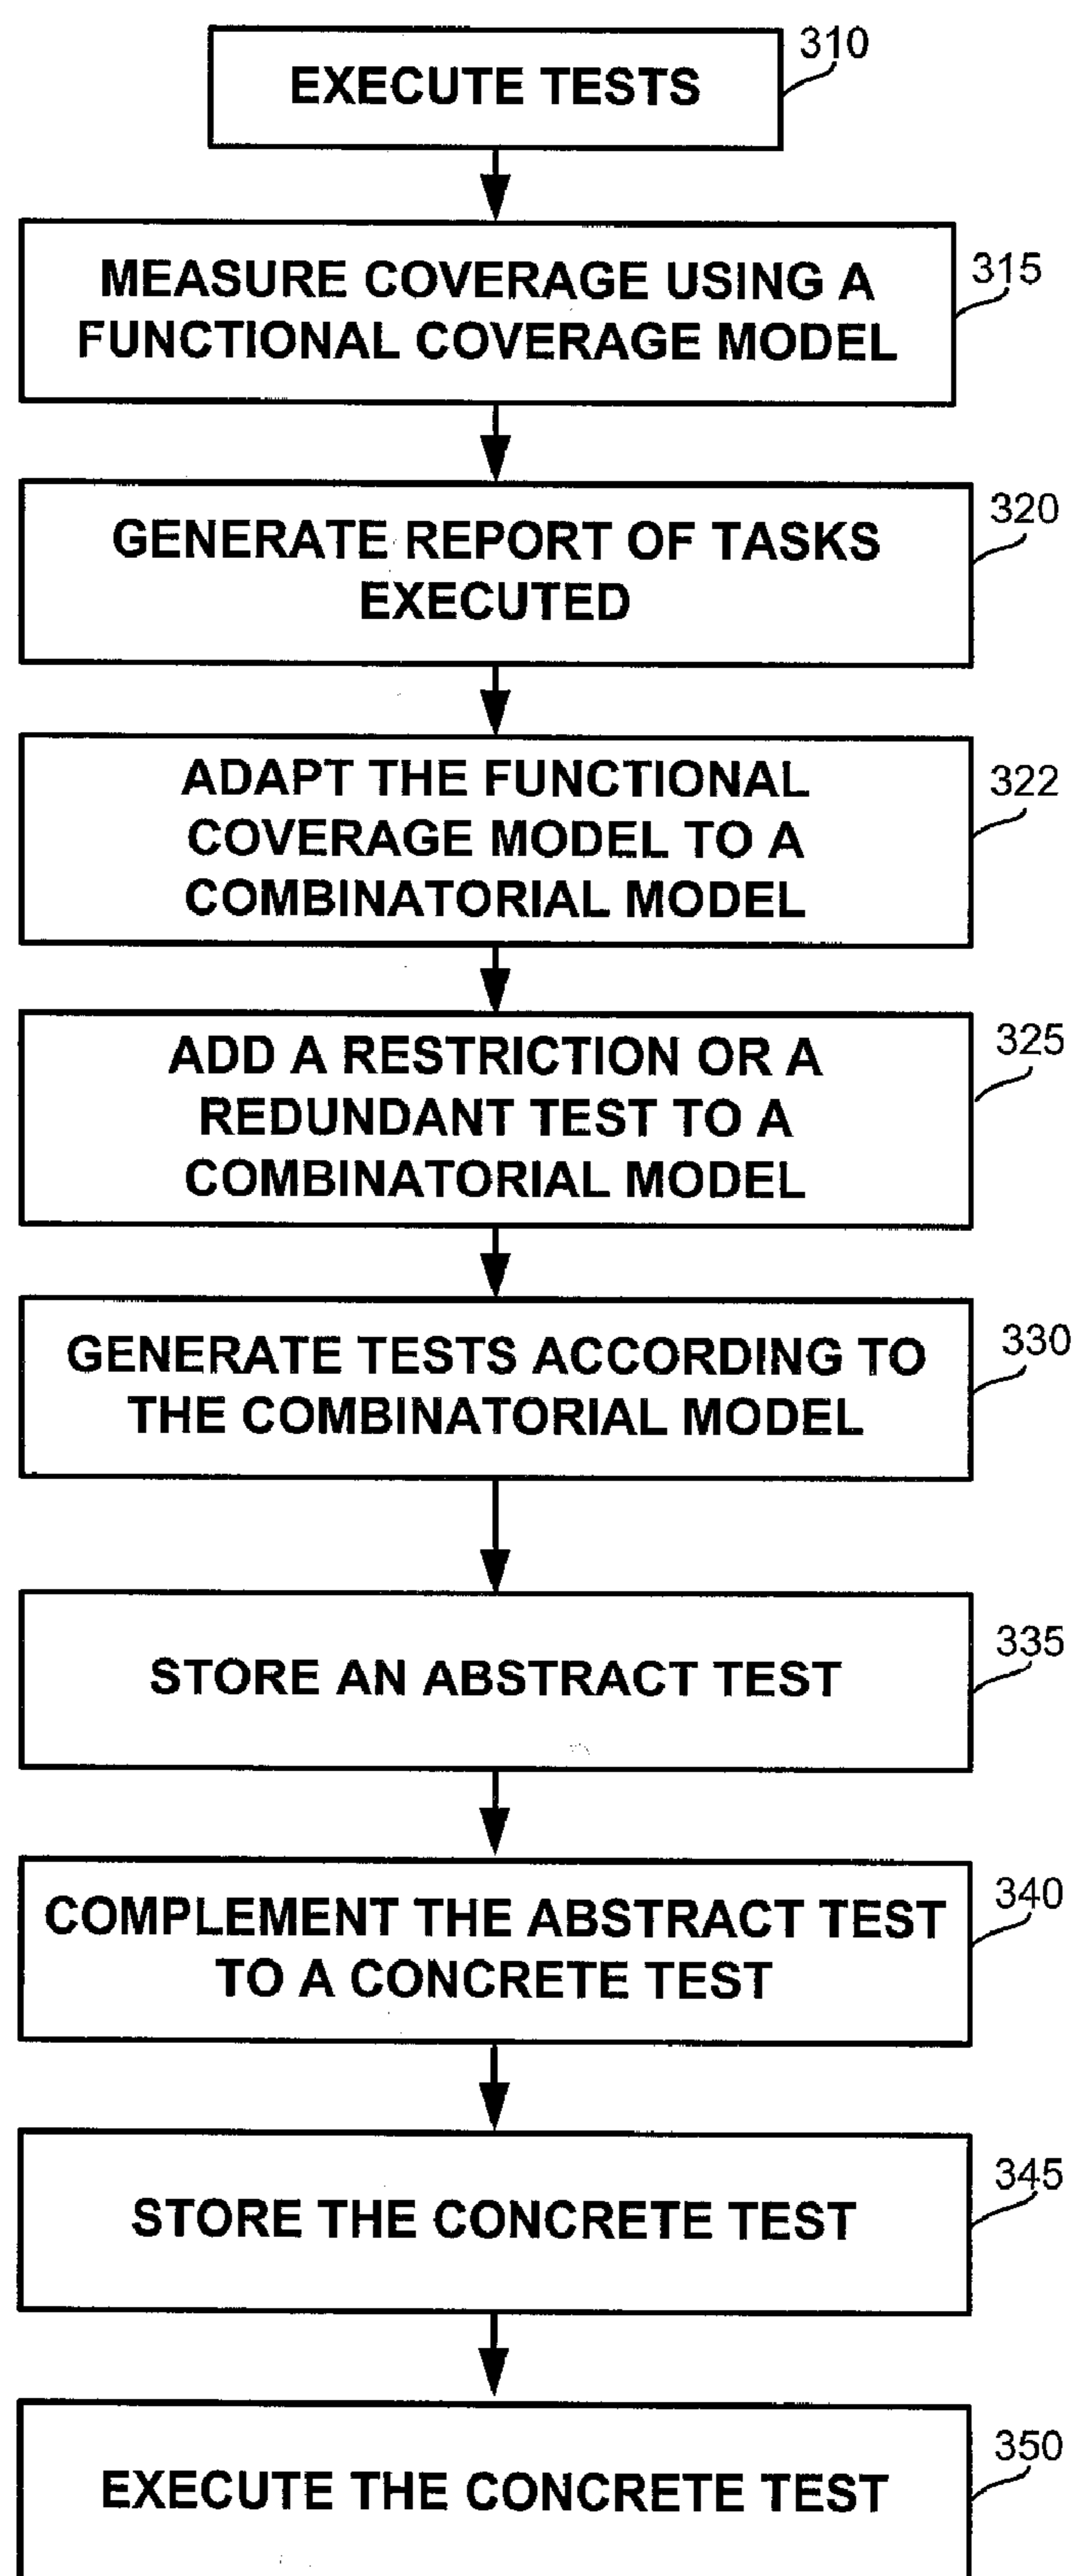 310
EXECUTE TESTS
315
MEASURE COVERAGE USING A
FUNCTIONAL COVERAGE MODEL
320
GENERATE REPORT OF TASKS
EXECUTED
322
ADAPT THE FUNCTIONAL
COVERAGE MODEL TO A
COMBINATORIAL MODEL
325
ADD A RESTRICTION OR A
REDUNDANT TEST TO A
COMBINATORIAL MODEL
330
GENERATE TESTS ACCORDING TO
THE COMBINATORIAL MODEL
335
STORE AN ABSTRACT TEST
340
COMPLEMENT THE ABSTRACT TEST
TO A CONCRETE TEST
345
STORE THE CONCRETE TEST
350
EXECUTE THE CONCRETE TEST